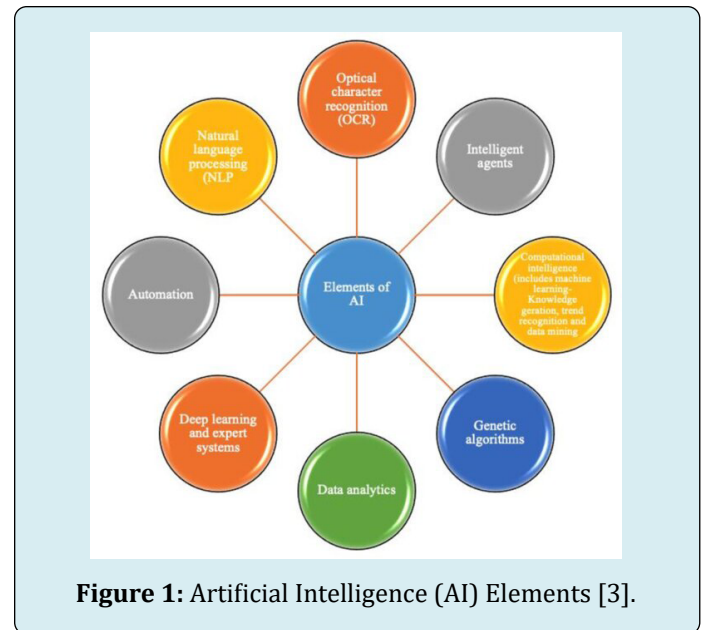 Optical
character
recognition
(OCR)
Intelligent
agents
Computational
intelligence
(includes machine
learning-
Knowledge
geration, trend
recognition and
data mining
Genetic
algorithms
Data analytics
Deep learning
and expert
systems
Automation
Natural
language
processing
(NLP
Elements of
AI
Figure 1: Artificial Intelligence (AI) Elements [3].